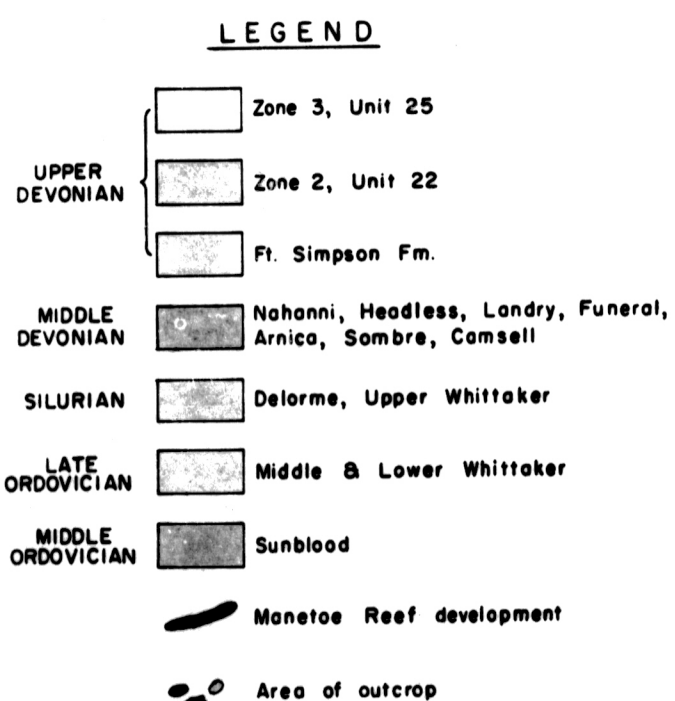 LEGEND
Zone 3, Unit 25
UPPER
DEVONIAN
Zone 2, Unit 22
Ft. Simpson Fm.
MIDDLE
DEVONIAN
Nahanni, Headless, Landry, Funeral,
Arnica, Sombre, Camsell
SILURIAN
Delorme, Upper Whittaker
LATE
ORDOVICIAN
Middle & Lower Whittaker
MIDDLE
ORDOVICIAN
Sunblood
Manetoe Reef development
Area of outcrop